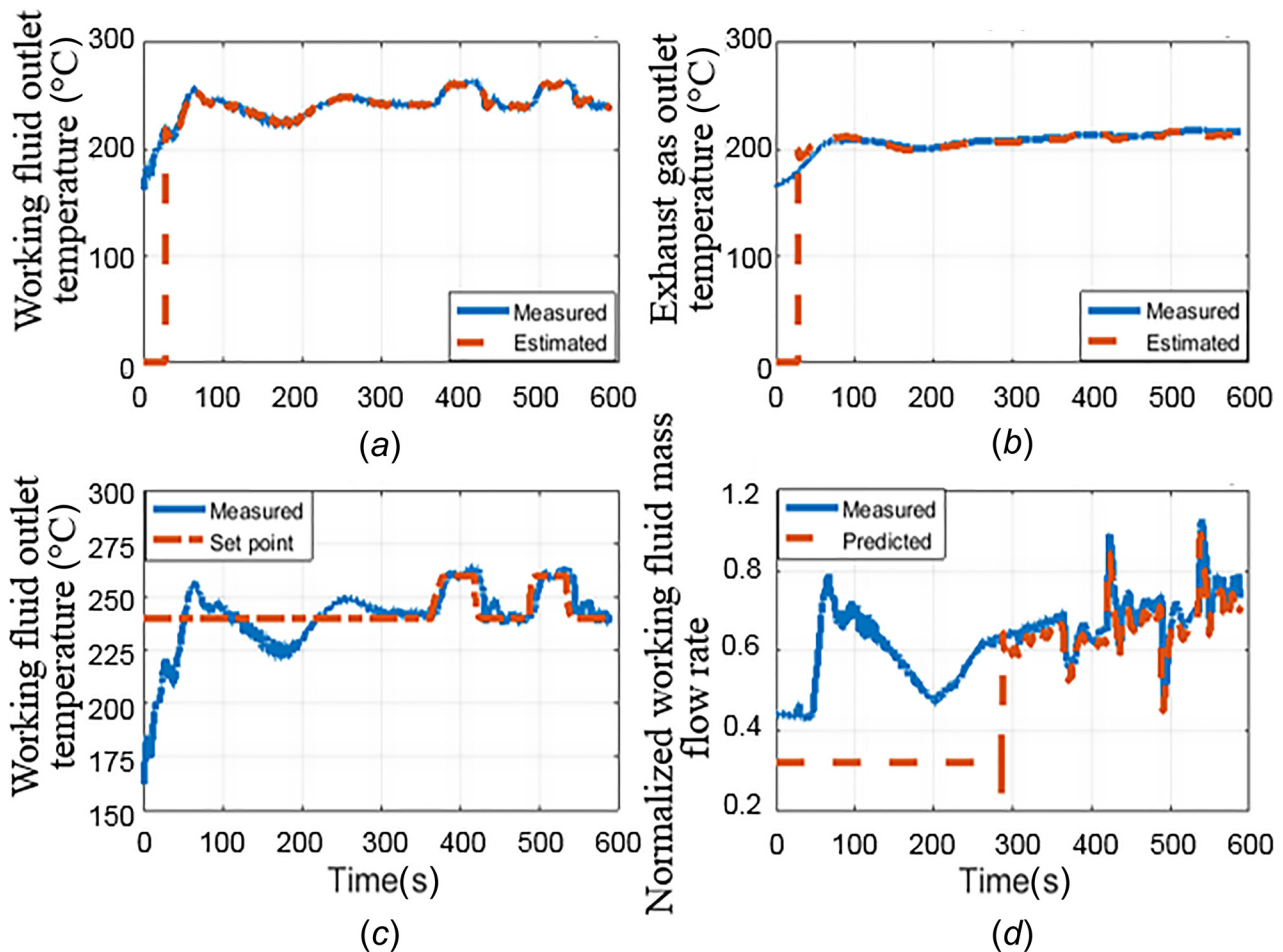 Working fluid outlet
temperature (°C)
300
200
100
0
Measured
Estimated
0 100 200 300 400 500 600
(a)
Exhaust gas outlet
temperature (°C)
300
200
100
0
Measured
Estimated
0 100 200 300 400 500 600
(b)
Working fluid outlet
temperature (°C)
300
275
250
225
200
175
150
Measured
Set point
0 100 200 300 400 500 600
Time(s)
(c)
Normalized working fluid mass
flow rate
1.2
0.8
0.6
0.4
0.2
Measured
Predicted
0 100 200 300 400 500 600
Time(s)
(d)